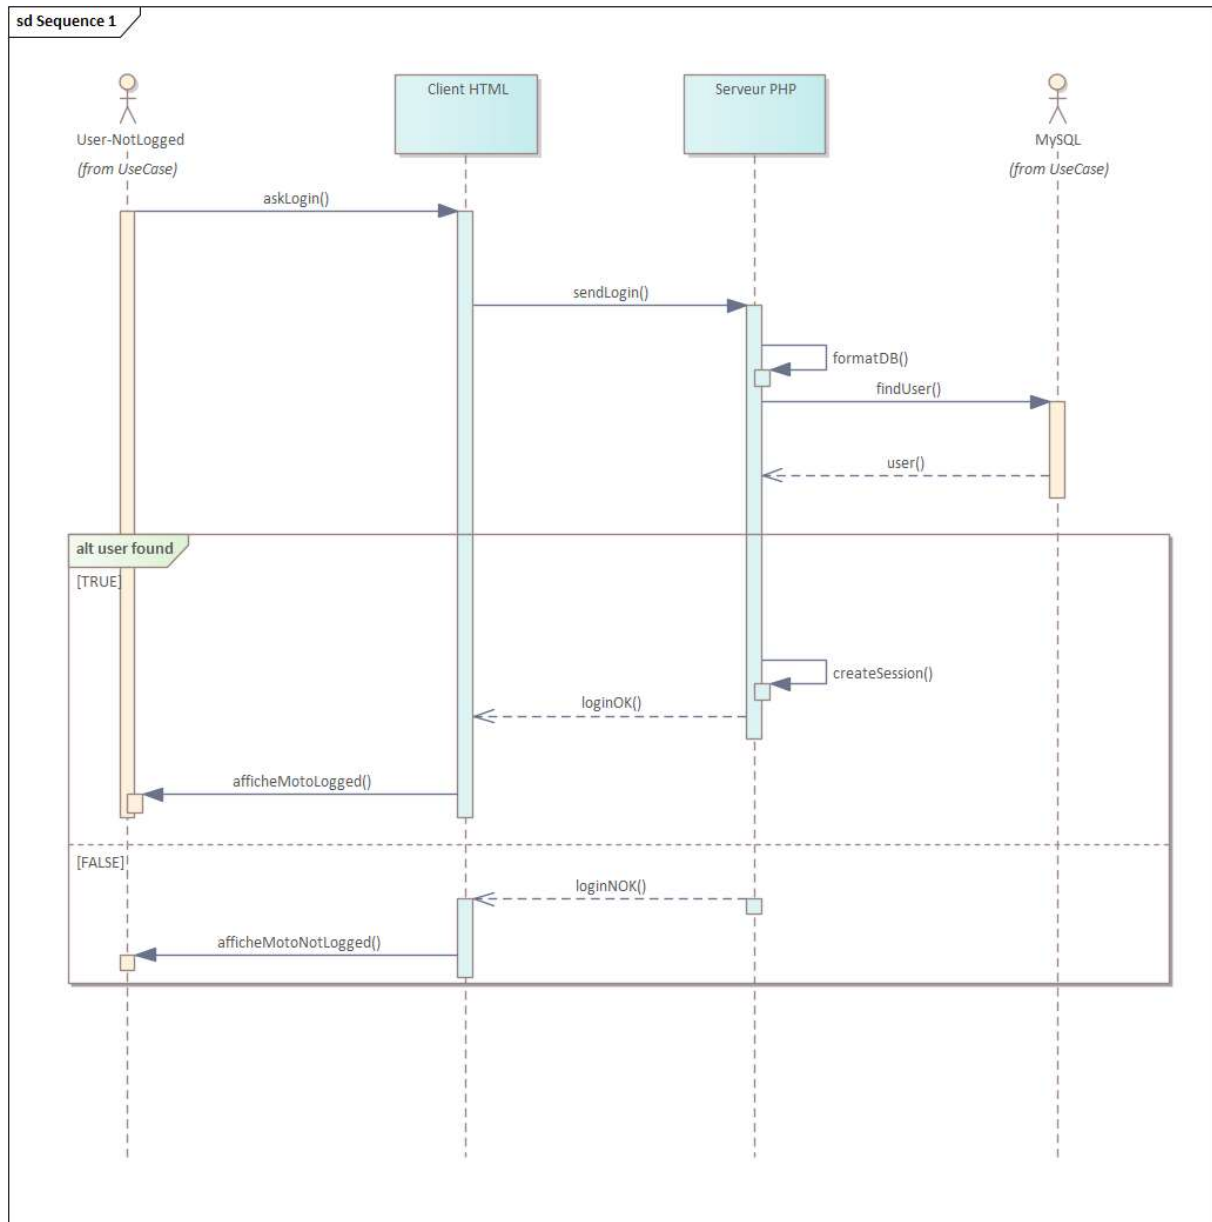 sd Sequence 1
User-NotLogged
(from UseCase)
Client HTML
Serveur PHP
MySQL
(from UseCase)
askLogin()
sendLogin()
formatDB()
findUser()
user()
alt user found
[TRUE]
createSession()
loginOK()
afficheMotoLogged()
[FALSE]
loginNOK()
afficheMotoNotLogged()